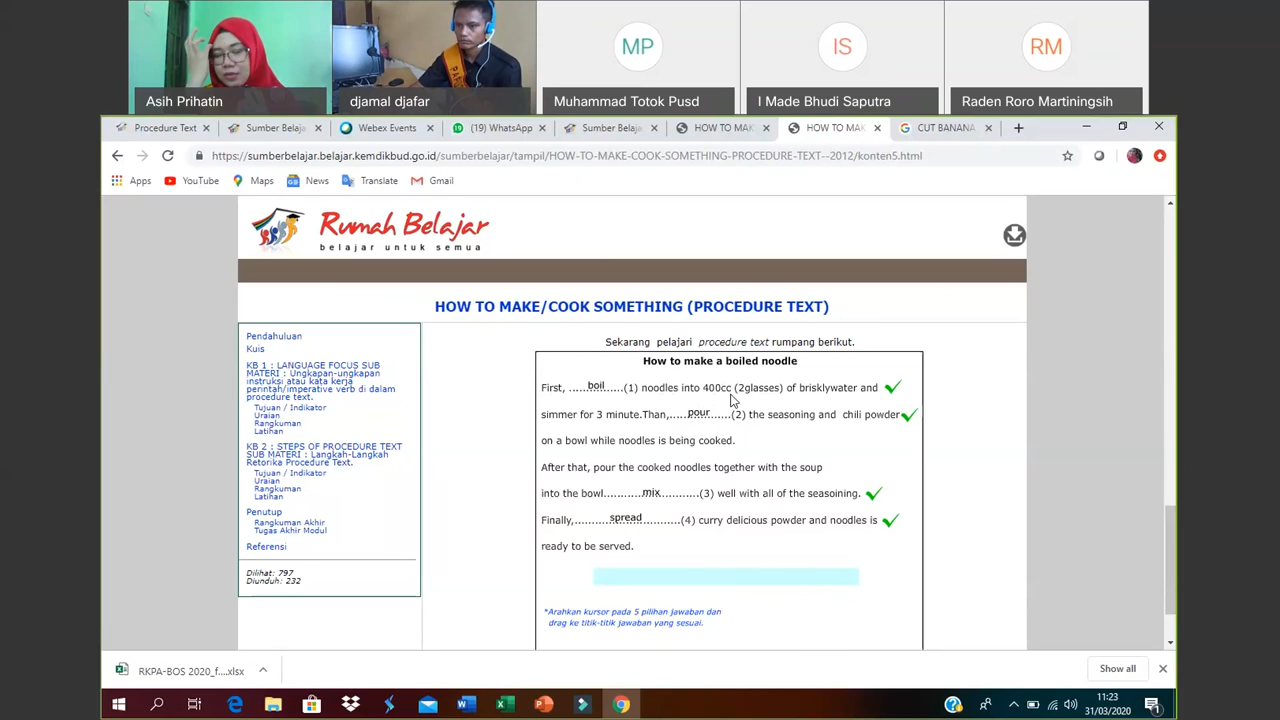 Asih Prihatin
djamal djafar
MP
Muhammad Totok Pusd
IS
I Made Bhudi Saputra
RM
Raden Roro Martiningsih
Procedure Text
Sumber Belaja
Webex Events
(19) WhatsApp
Sumber Belaja
HOW TO MAK
HOW TO MAK
CUT BANANA
https://sumberbelajar.belajar.kemdikbud.go.id/sumberbelajar/tampil/HOW-TO-MAKE-COOK-SOMETHING-PROCEDURE-TEXT--2012/konten5.html
Apps
YouTube
Maps
News
Translate
Gmail
Rumah Belajar
belajar untuk semua
HOW TO MAKE/COOK SOMETHING (PROCEDURE TEXT)
Pendahuluan
Kuis
KB 1 : LANGUAGE FOCUS SUB
MATERI : Ungkapan-ungkapan
instruksi atau kata kerja
perintah/imperative verb di dalam
procedure text.
Tujuan / Indikator
Uraian
Rangkuman
Latihan
KB 2 : STEPS OF PROCEDURE TEXT
SUB MATERI : Langkah-Langkah
Retorika Procedure Text.
Tujuan / Indikator
Uraian
Rangkuman
Latihan
Penutup
Rangkuman Akhir
Tugas Akhir Modul
Referensi
Dilihat: 797
Diunduh: 232
Sekarang pelajari procedure text rumpang berikut.
How to make a boiled noodle
First, ......boil......(1) noodles into 400cc (2glasses) of brisklywater and
simmer for 3 minute.Than,......pour......(2) the seasoning and chili powder
on a bowl while noodles is being cooked.
After that, pour the cooked noodles together with the soup
into the bowl..........mix..........(3) well with all of the seasoining.
Finally,..........spread..........(4) curry delicious powder and noodles is
ready to be served.
*Arahkan kursor pada 5 pilihan jawaban dan
drag ke titik-titik jawaban yang sesuai.
RKPA-BOS 2020_f....xlsx
Show all
11:23
31/03/2020